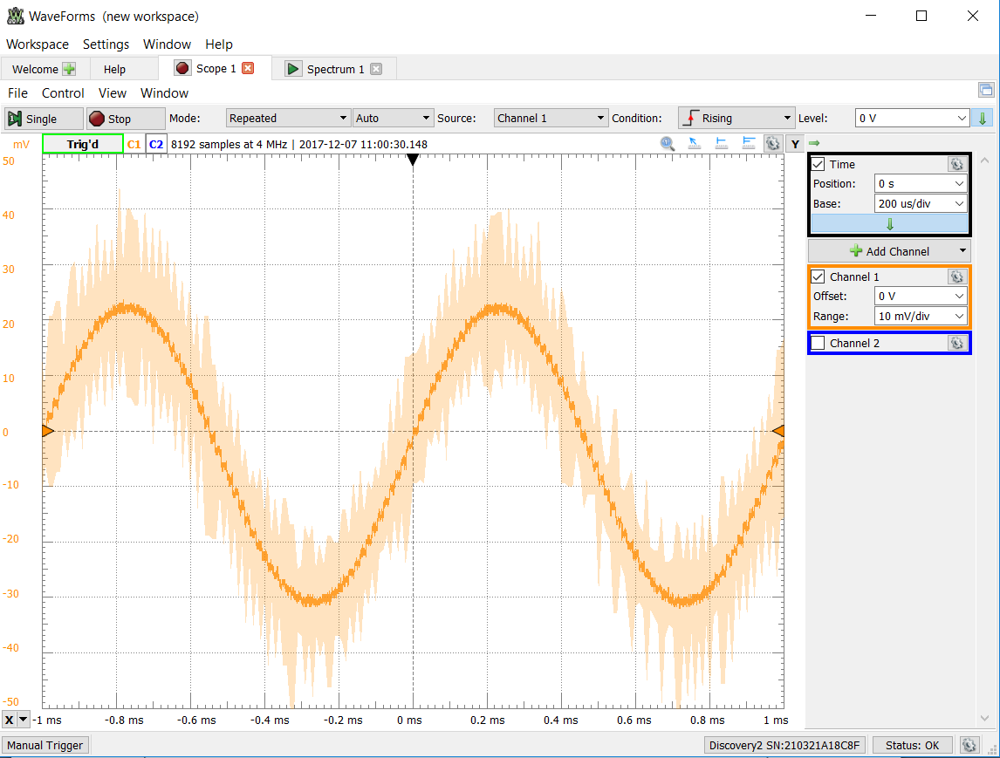 WaveForms (new workspace)
Workspace Settings Window Help
Welcome Help Scope 1 Spectrum 1
File Control View Window
Single Stop Mode: Repeated Auto Source: Channel 1 Condition: Rising Level: 0 V
mV Trig'd C1 C2 8192 samples at 4 MHz | 2017-12-07 11:00:30.148 Y
50
40
30
20
10
0
-10
-20
-30
-40
-50
X -1 ms -0.8 ms -0.6 ms -0.4 ms -0.2 ms 0 ms 0.2 ms 0.4 ms 0.6 ms 0.8 ms 1 ms
Time
Position: 0 s
Base: 200 us/div
Add Channel
Channel 1
Offset: 0 V
Range: 10 mV/div
Channel 2
Manual Trigger Discovery2 SN:210321A18C8F Status: OK